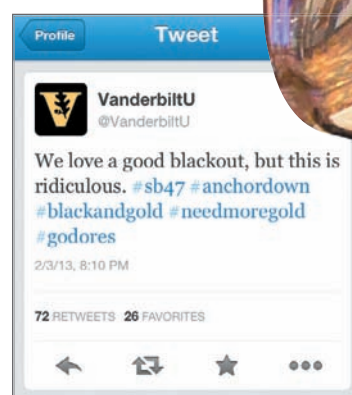 Profile
Tweet
V
VanderbiltU
@VanderbiltU
We love a good blackout, but this is
ridiculous. #sb47 #anchordown
#blackandgold #needmoregold
#godores
2/3/13, 8:10 PM
72 RETWEETS 26 FAVORITES